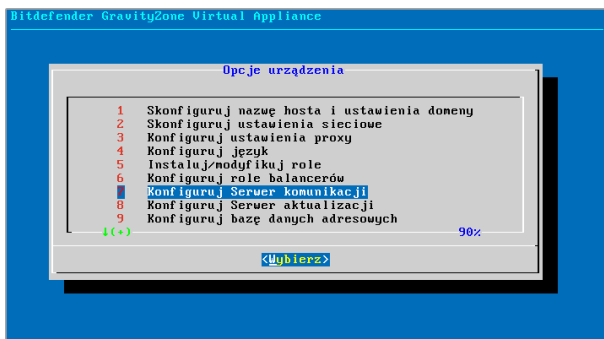 Bitdefender GravityZone Virtual Appliance
Opcje urządzenia
1 Skonfiguruj nazwę hosta i ustawienia domeny
2 Skonfiguruj ustawienia sieciowe
3 Konfiguruj ustawienia proxy
4 Konfiguruj język
5 Instaluj/modyfikuj role
6 Konfiguruj role balancerów
7 Konfiguruj Serwer komunikacji
8 Konfiguruj Serwer aktualizacji
9 Konfiguruj bazę danych adresowych
↓(+) 90%
<Wybierz>